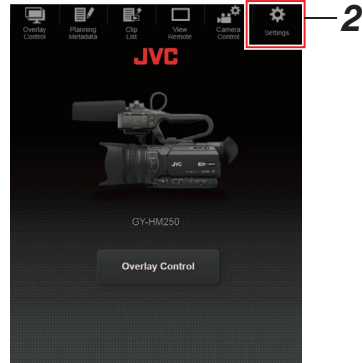 Overlay
Control
Planning
Metadata
Clip
List
View
Remote
Camera
Control
Settings
2
JVC
JVC
GY-HM250
Overlay Control